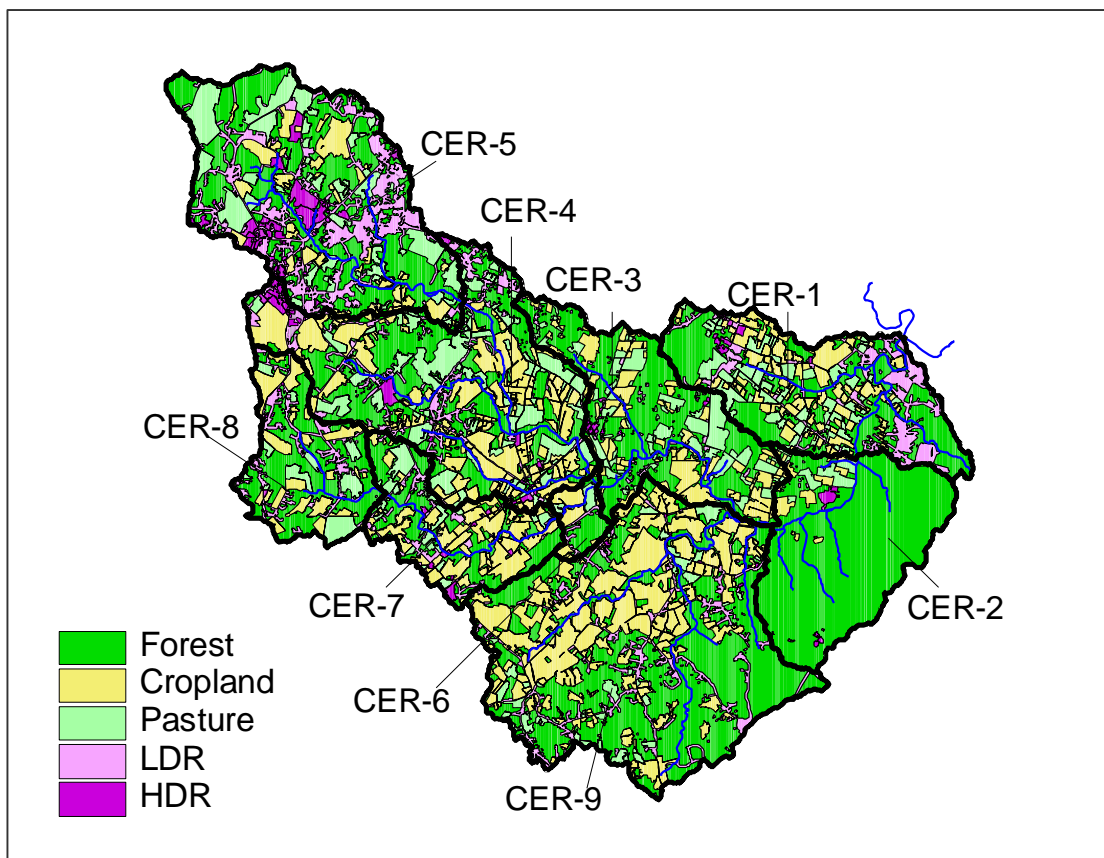 CER-5
CER-4
CER-3
CER-1
CER-8
CER-7
CER-2
CER-6
CER-9
Forest
Cropland
Pasture
LDR
HDR